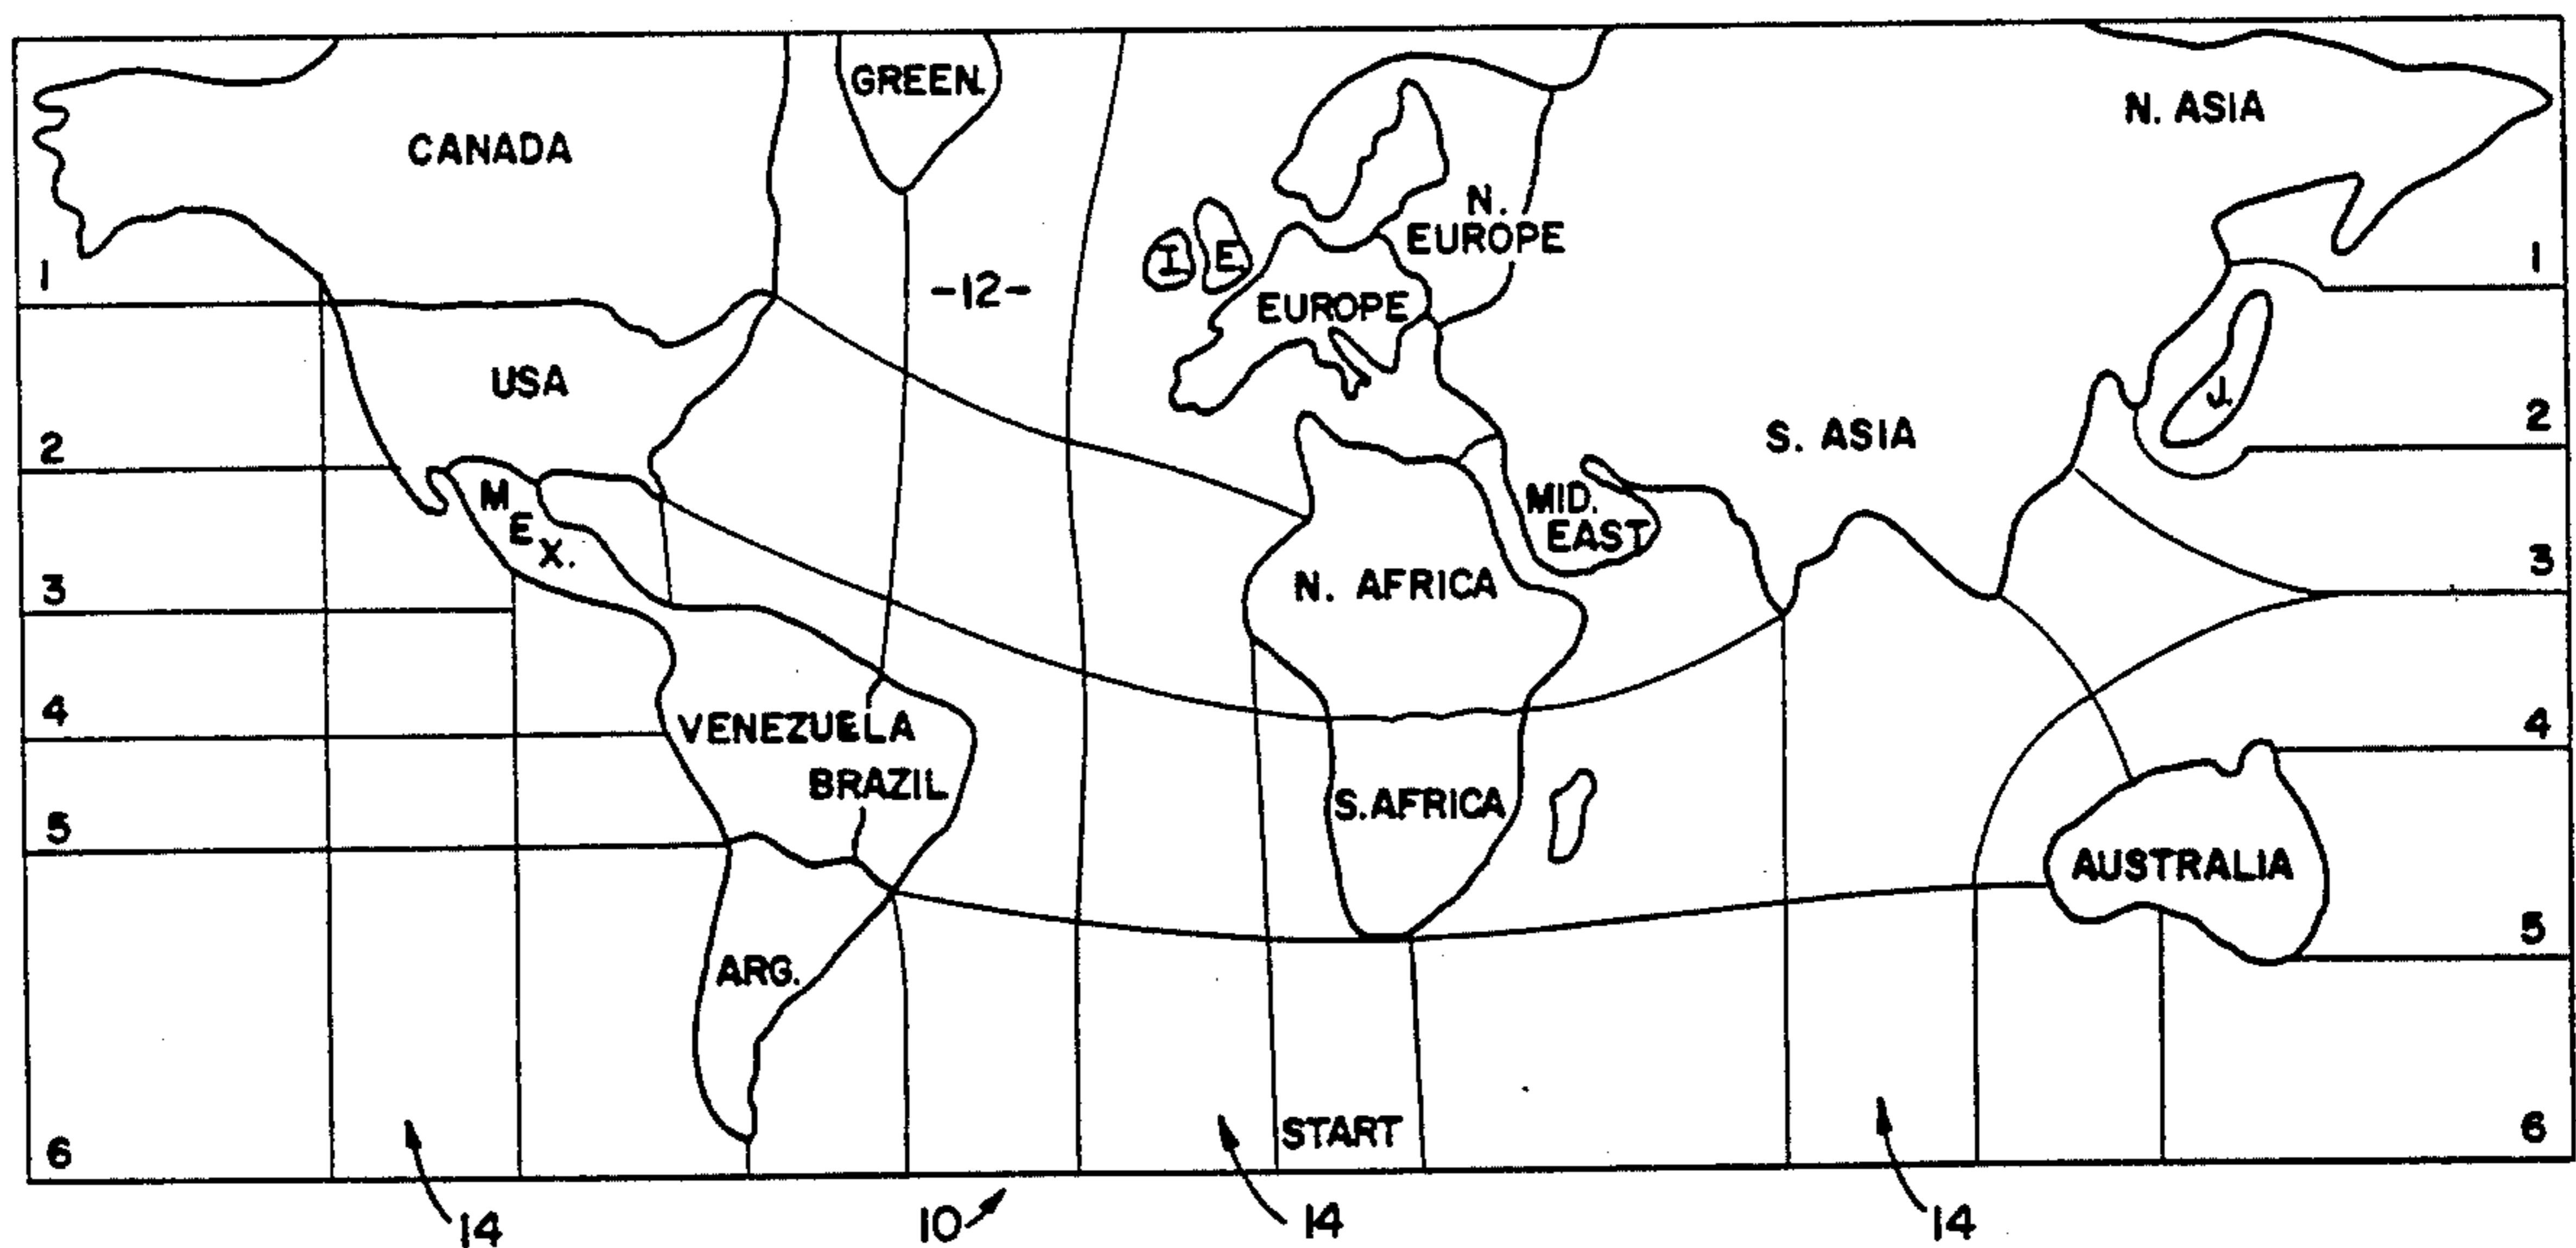 GREEN.
CANADA
N. ASIA
N.
EUROPE
I
E.
1
-12-
1
EUROPE
USA
J.
2
S. ASIA
2
M
E
X.
MID.
EAST
3
N. AFRICA
3
4
VENEZUELA
4
BRAZIL
S. AFRICA
5
AUSTRALIA
5
ARG.
6
START
6
14
10
14
14